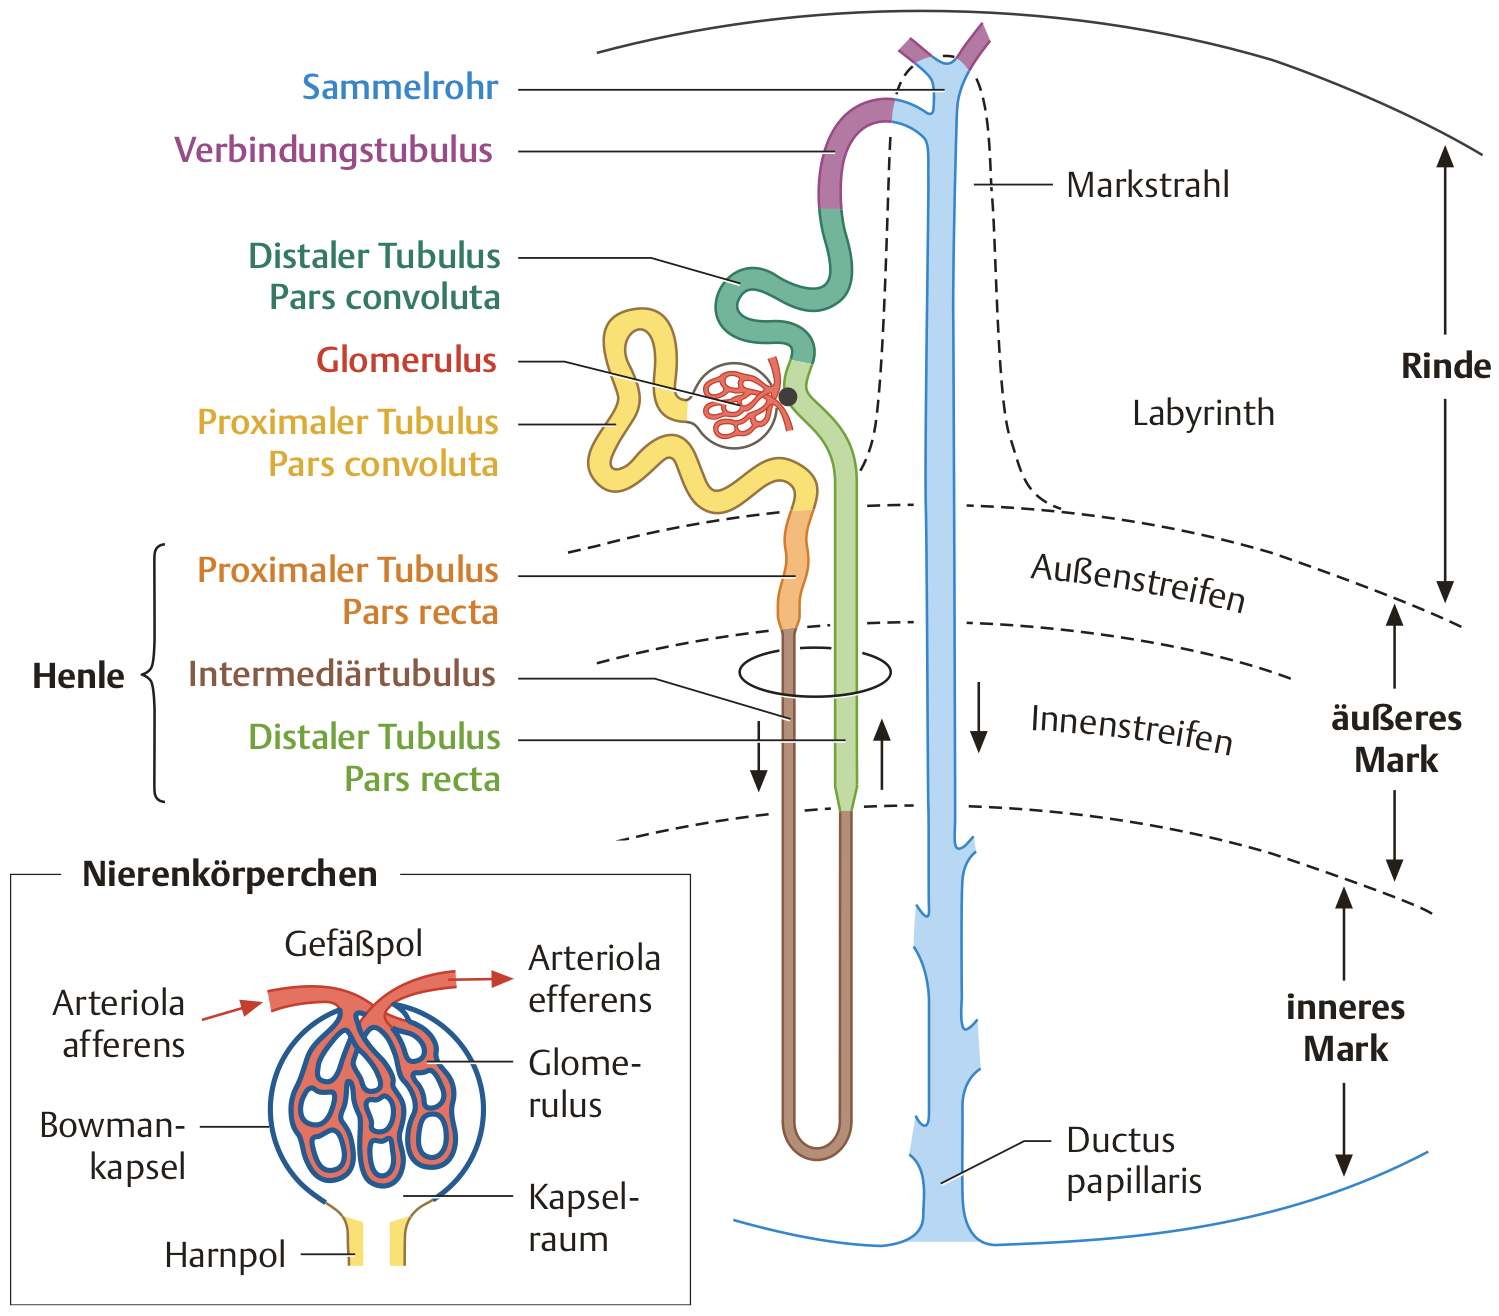 Sammelrohr
Verbindungstubulus
Distaler Tubulus
Pars convoluta
Glomerulus
Proximaler Tubulus
Pars convoluta
Henle
Proximaler Tubulus
Pars recta
Intermediärtubulus
Distaler Tubulus
Pars recta
Markstrahl
Rinde
Labyrinth
Außenstreifen
Innenstreifen
äußeres
Mark
inneres
Mark
Ductus
papillaris
Nierenkörperchen
Gefäßpol
Arteriola
afferens
Arteriola
efferens
Glome-
rulus
Bowman-
kapsel
Kapsel-
raum
Harnpol